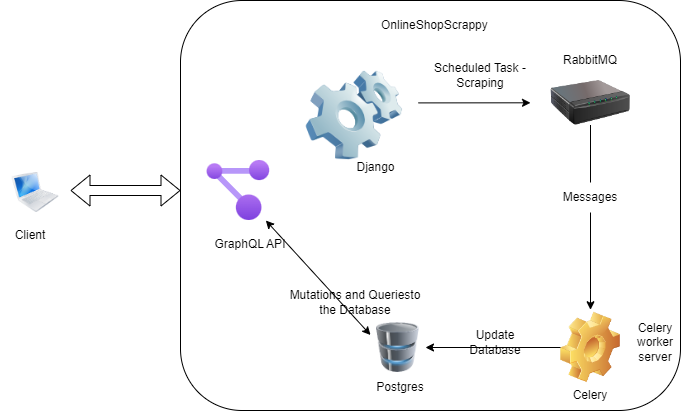 OnlineShopScrappy
RabbitMQ
Scheduled Task -
Scraping
Django
Messages
Client
GraphQL API
Mutations and Queriesto
the Database
Update
Database
Celery
worker
server
Postgres
Celery